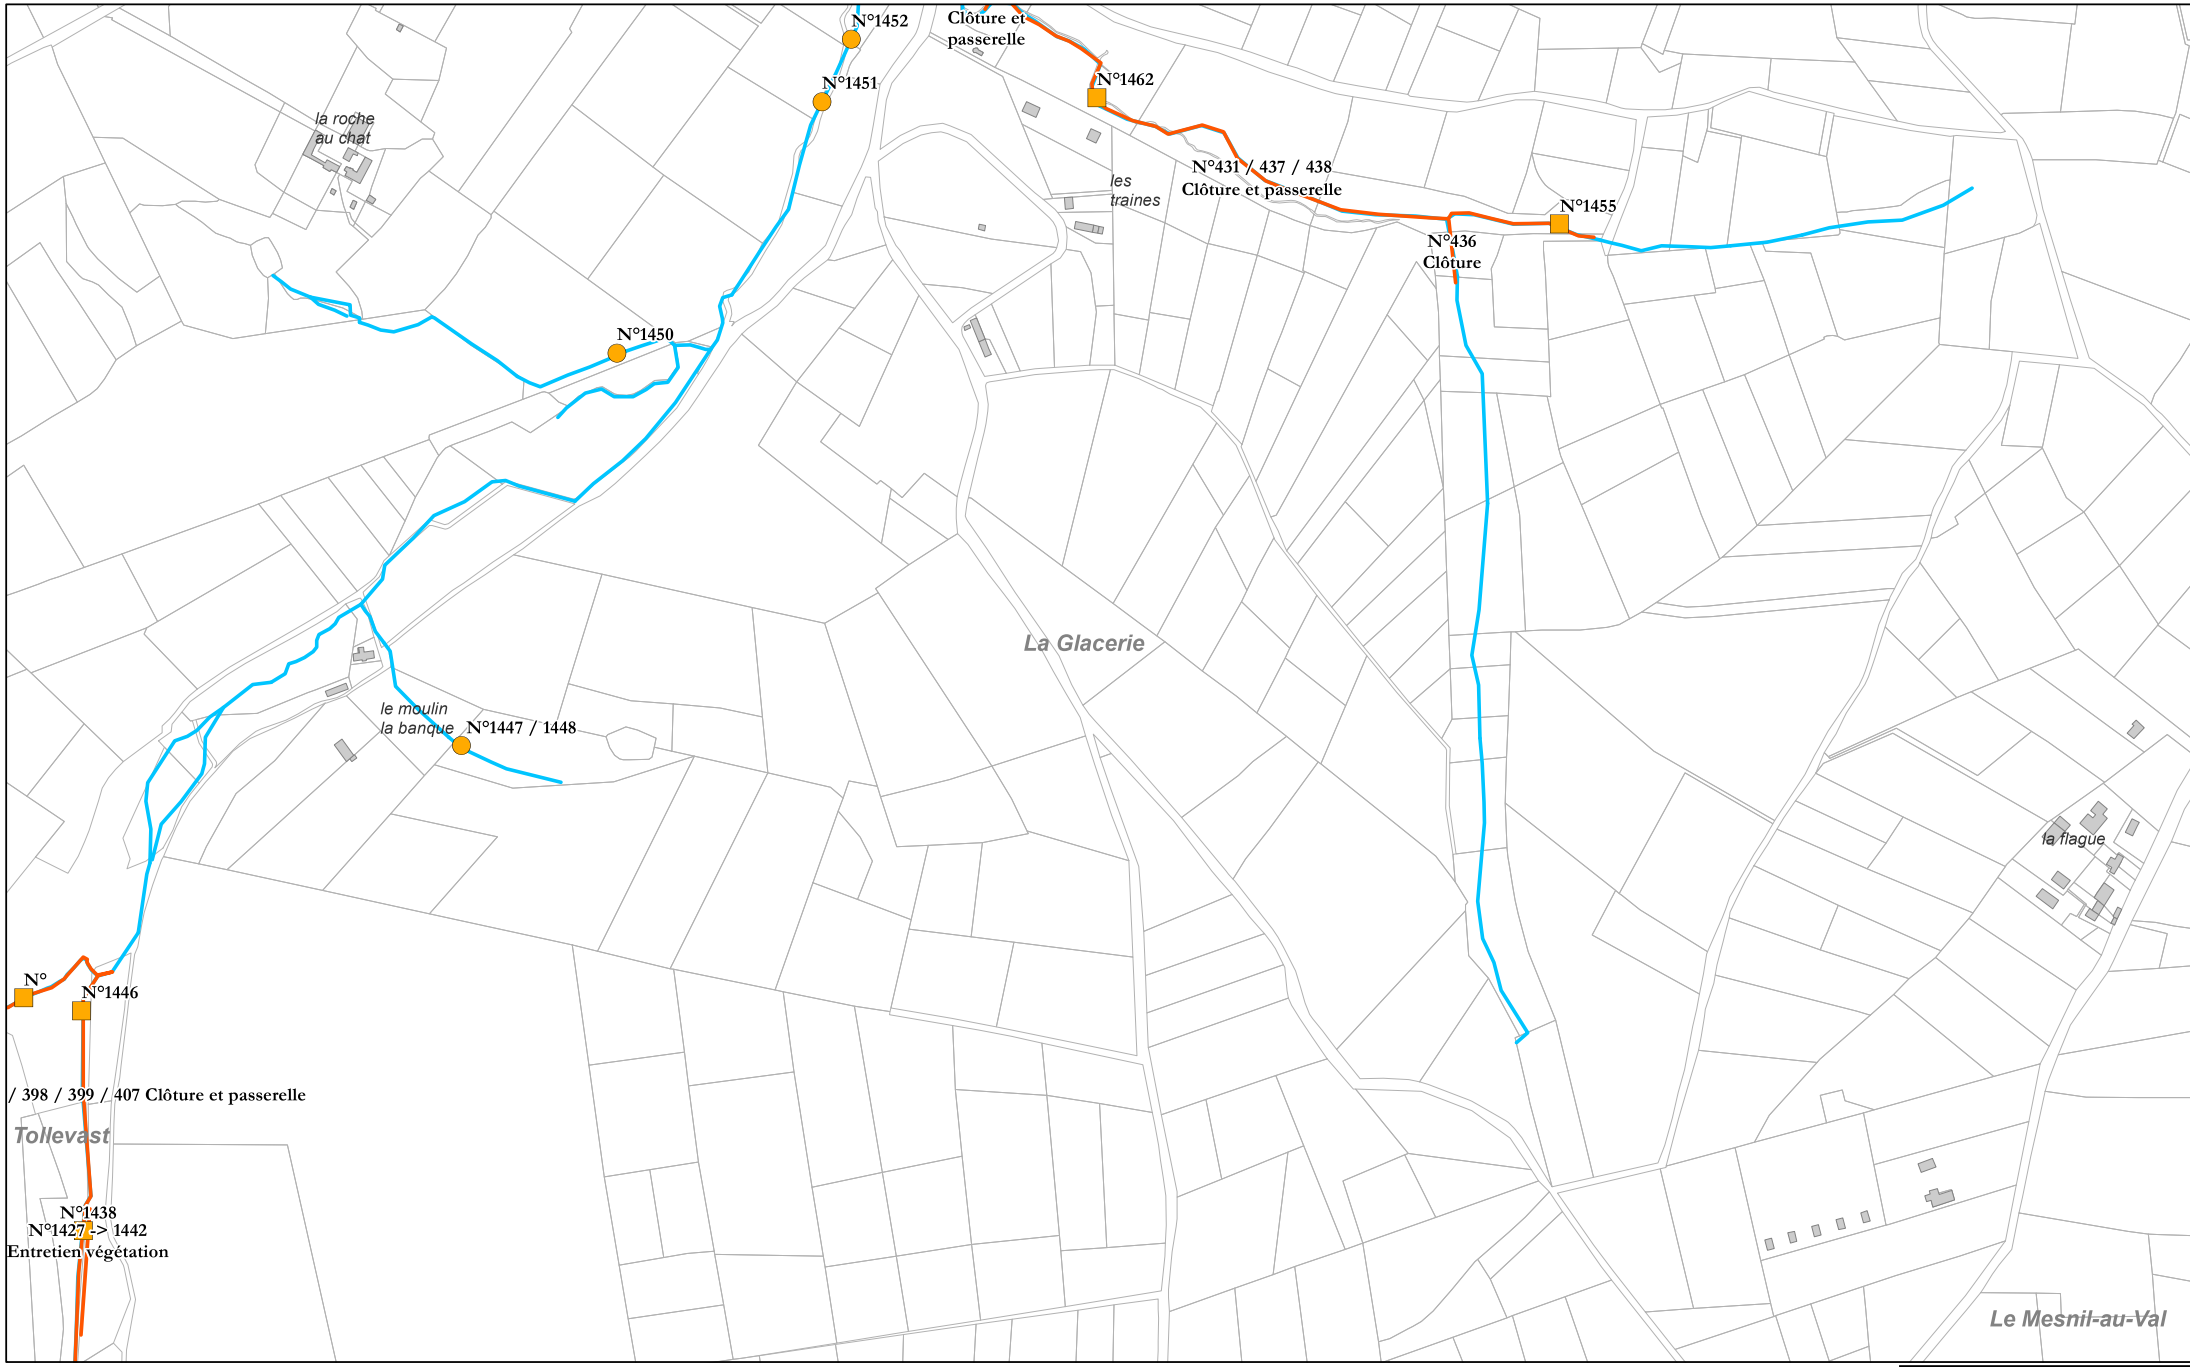 N°1452
Clôture et
passerelle
N°1451
N°1462
la roche
au chat
N°431 / 437 / 438
Clôture et passerelle
les
traines
N°1455
N°436
Clôture
N°1450
La Glacerie
le moulin
la banque
N°1447 / 1448
la flague
N°
N°1446
/ 398 / 399 / 407 Clôture et passerelle
Tollevast
N°1438
N°1427 -> 1442
Entretien végétation
Le Mesnil-au-Val